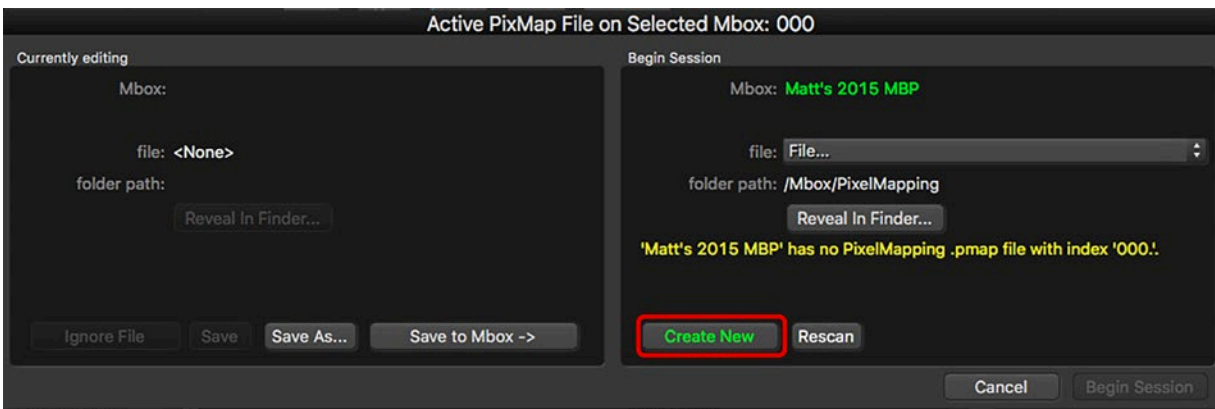 Active PixMap File on Selected Mbox: 000
Currently editing
Mbox:
file: <None>
folder path:
Reveal In Finder...
Ignore File
Save
Save As...
Save to Mbox ->
Begin Session
Mbox: Matt's 2015 MBP
file: File...
folder path: /Mbox/PixelMapping
Reveal In Finder...
'Matt's 2015 MBP' has no PixelMapping .pmap file with index '000.'.
Create New
Rescan
Cancel
Begin Session